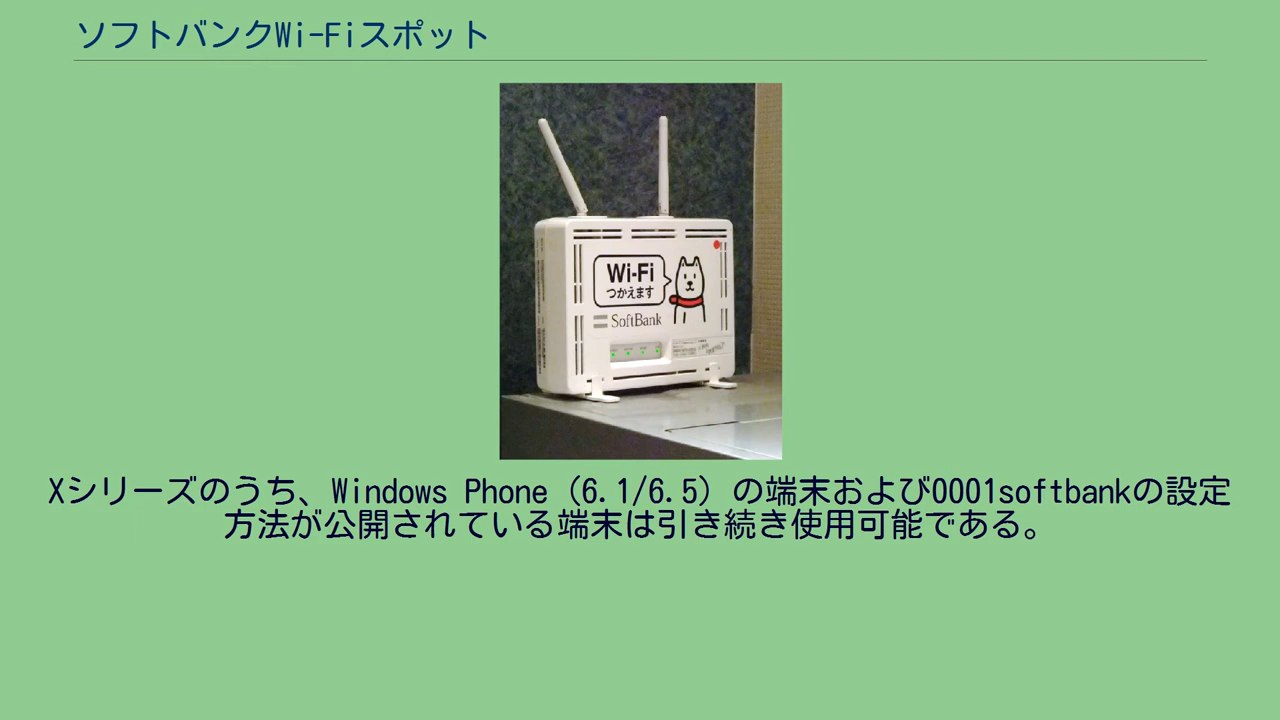 ソフトバンクWi-Fiスポット
Wi-Fi
つかえます
SoftBank
Xシリーズのうち、Windows Phone（6.1/6.5）の端末および0001softbankの設定
方法が公開されている端末は引き続き使用可能である。